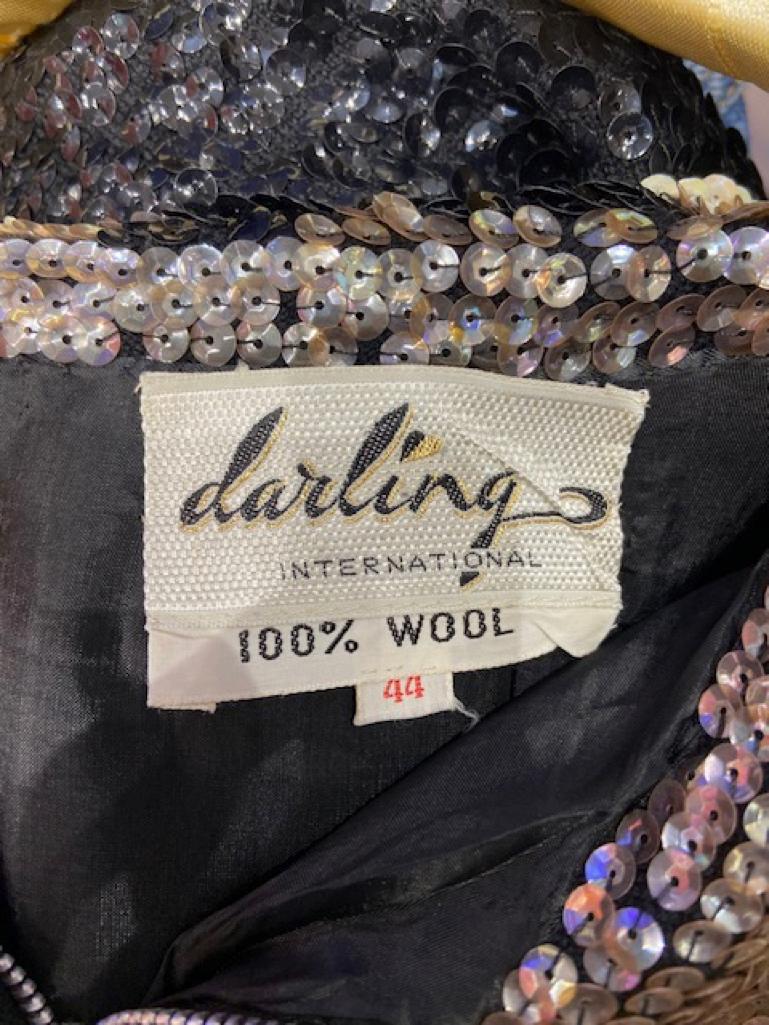 darling
INTERNATIONAL
100% WOOL
44